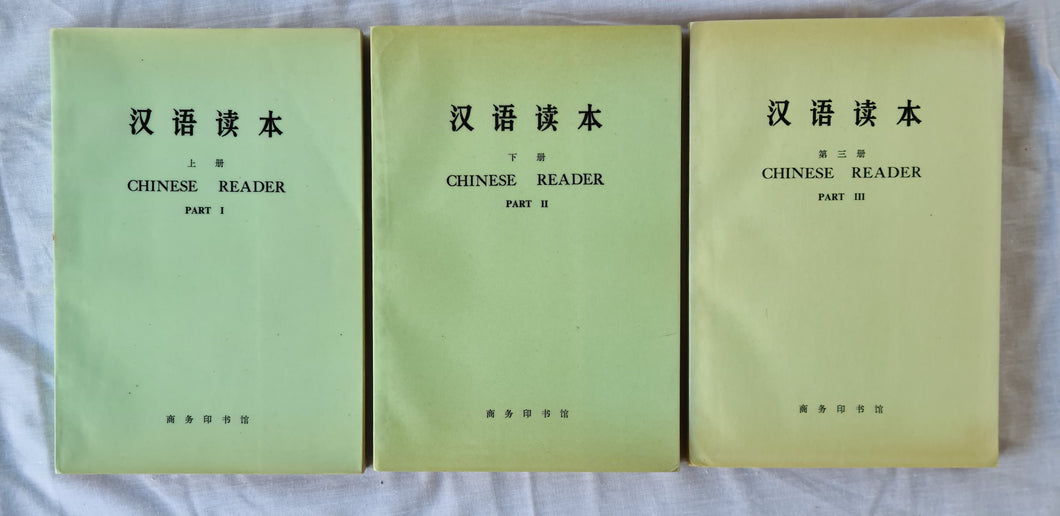 汉语读本
上册
CHINESE READER
PART I
商务印书馆
汉语读本
下册
CHINESE READER
PART II
商务印书馆
汉语读本
第三册
CHINESE READER
PART III
商务印书馆